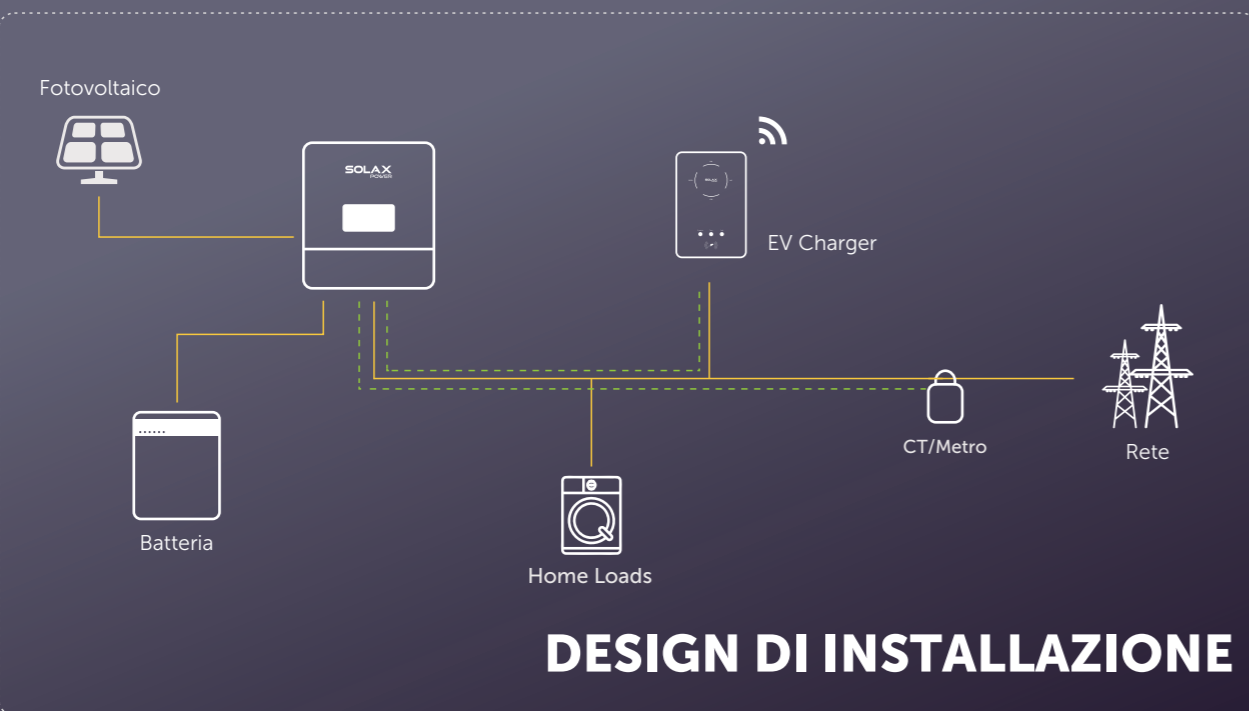 Fotovoltaico
SOLAX
POWER
EV Charger
CT/Metro
Rete
Batteria
Home Loads
DESIGN DI INSTALLAZIONE